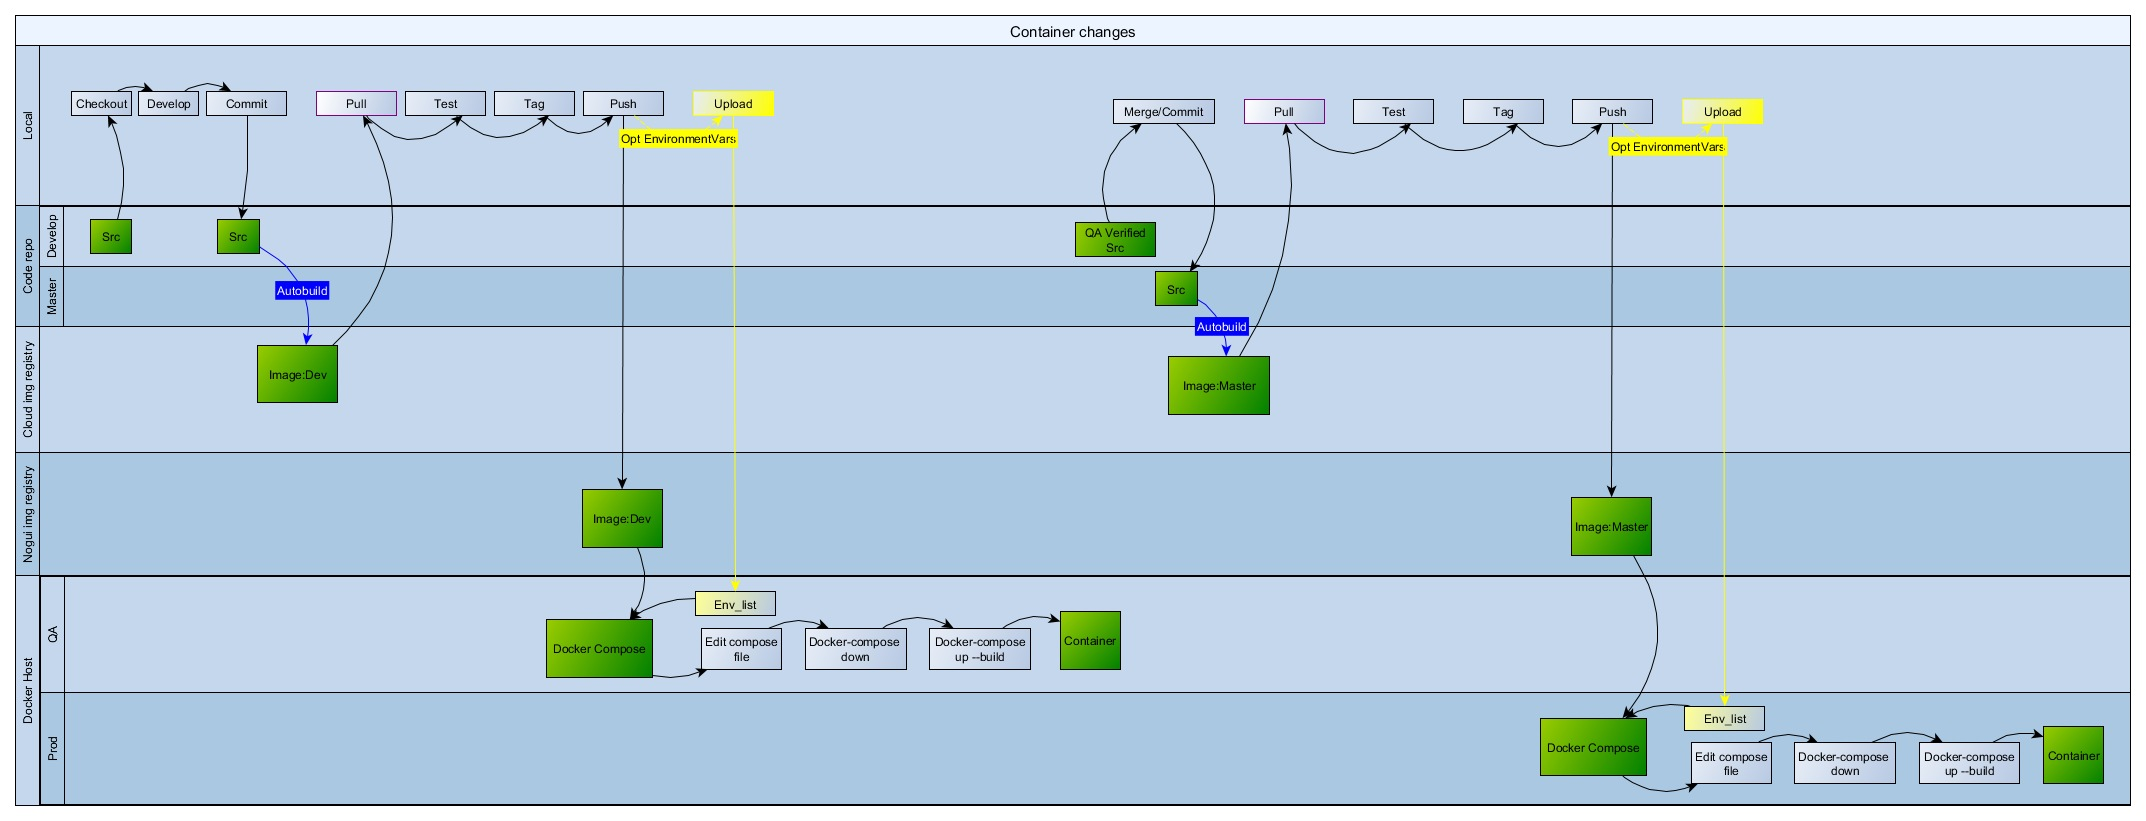 Container changes
Local
Checkout
Develop
Commit
Pull
Test
Tag
Push
Upload
Opt EnvironmentVars
Merge/Commit
Pull
Test
Tag
Push
Upload
Opt EnvironmentVars
Code repo
Develop
Src
Src
QA Verified
Src
Master
Autobuild
Src
Autobuild
Cloud img registry
Image:Dev
Image:Master
Nogui img registry
Image:Dev
Image:Master
Docker Host
QA
Env_list
Docker Compose
Edit compose
file
Docker-compose
down
Docker-compose
up --build
Container
Prod
Env_list
Docker Compose
Edit compose
file
Docker-compose
down
Docker-compose
up --build
Container